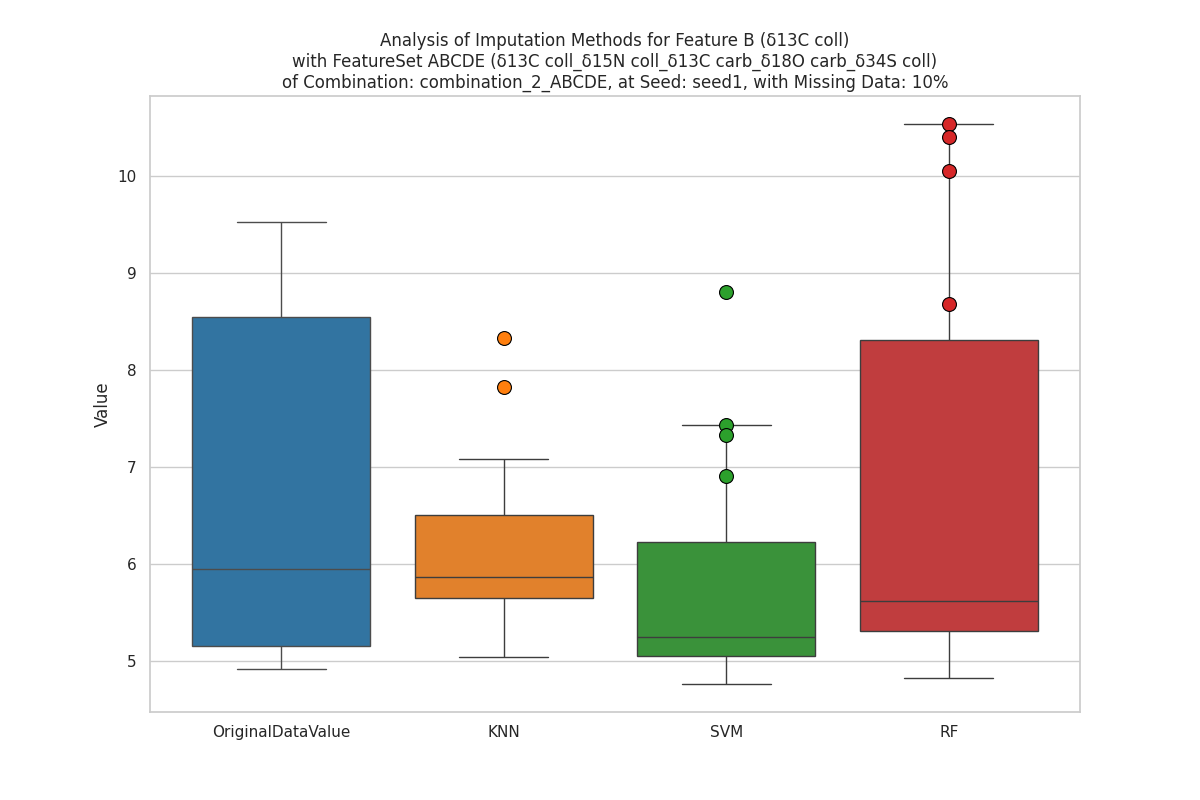 Analysis of Imputation Methods for Feature B (δ13C coll)
with FeatureSet ABCDE (δ13C coll_δ15N coll_δ13C carb_δ18O carb_δ34S coll)
of Combination: combination_2_ABCDE, at Seed: seed1, with Missing Data: 10%
10
9
8
7
6
5
Value
OriginalDataValue
KNN
SVM
RF